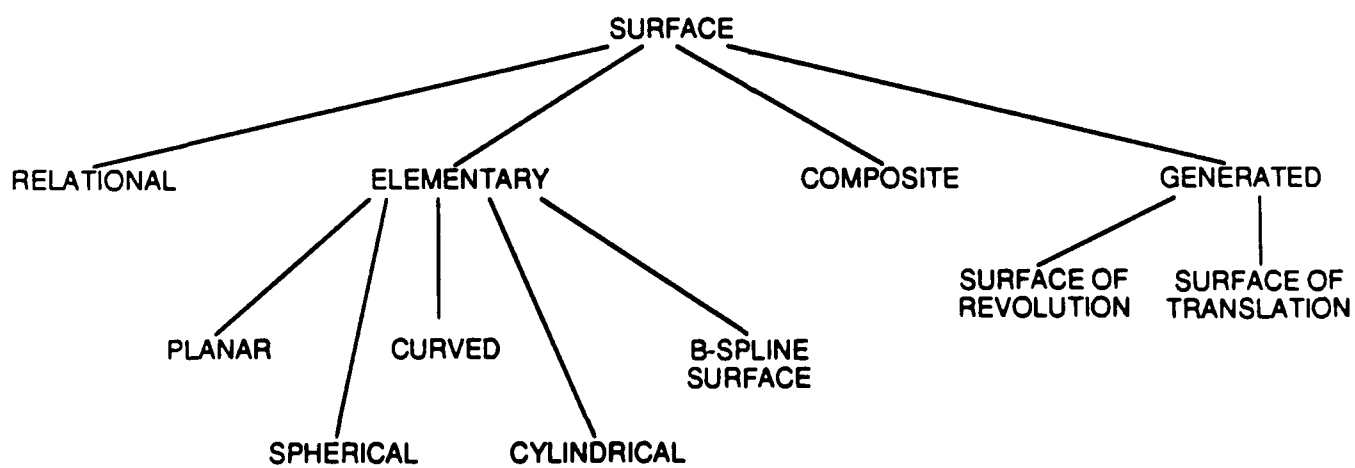 SURFACE
RELATIONAL
ELEMENTARY
COMPOSITE
GENERATED
SURFACE OF
REVOLUTION
SURFACE OF
TRANSLATION
PLANAR
CURVED
B-SPLINE
SURFACE
SPHERICAL
CYLINDRICAL